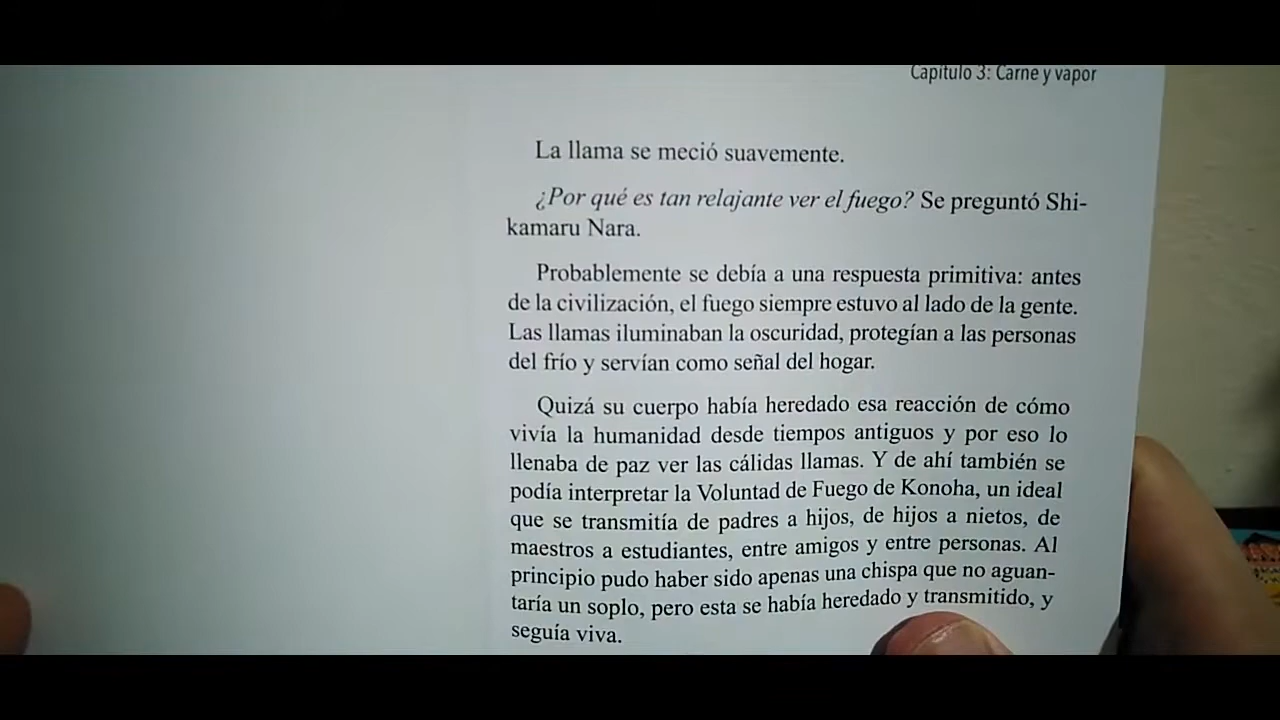 Capítulo 3: Carne y vapor
La llama se meció suavemente.
¿Por qué es tan relajante ver el fuego? Se preguntó Shi-
kamaru Nara.
Probablemente se debía a una respuesta primitiva: antes
de la civilización, el fuego siempre estuvo al lado de la gente.
Las llamas iluminaban la oscuridad, protegían a las personas
del frío y servían como señal del hogar.
Quizá su cuerpo había heredado esa reacción de cómo
vivía la humanidad desde tiempos antiguos y por eso lo
llenaba de paz ver las cálidas llamas. Y de ahí también se
podía interpretar la Voluntad de Fuego de Konoha, un ideal
que se transmitía de padres a hijos, de hijos a nietos, de
maestros a estudiantes, entre amigos y entre personas. Al
principio pudo haber sido apenas una chispa que no aguan-
taría un soplo, pero esta se había heredado y transmitido, y
seguía viva.